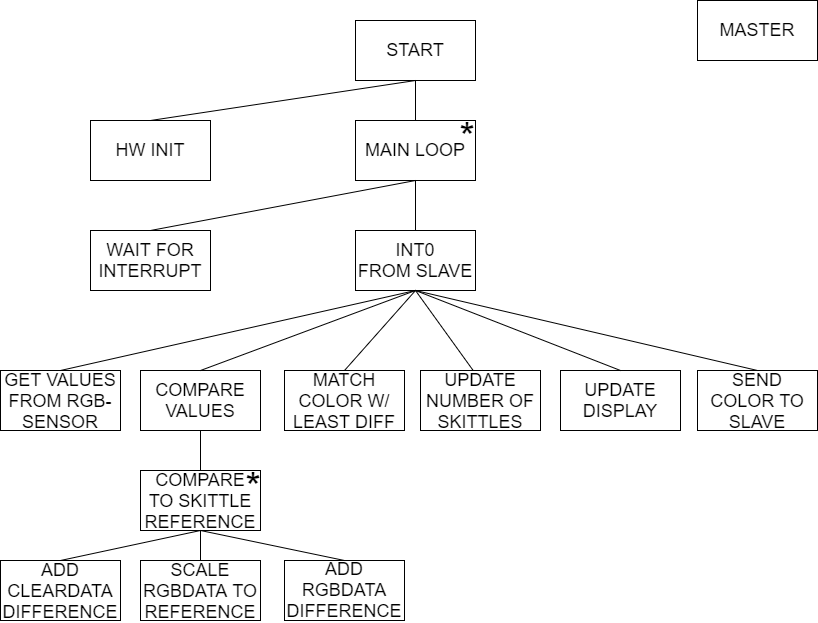 MASTER
START
HW INIT
MAIN LOOP *
WAIT FOR
INTERRUPT
INT0
FROM SLAVE
GET VALUES
FROM RGB-
SENSOR
COMPARE
VALUES
MATCH
COLOR W/
LEAST DIFF
UPDATE
NUMBER OF
SKITTLES
UPDATE
DISPLAY
SEND
COLOR TO
SLAVE
COMPARE *
TO SKITTLE
REFERENCE
ADD
CLEARDATA
DIFFERENCE
SCALE
RGBDATA TO
REFERENCE
ADD
RGBDATA
DIFFERENCE